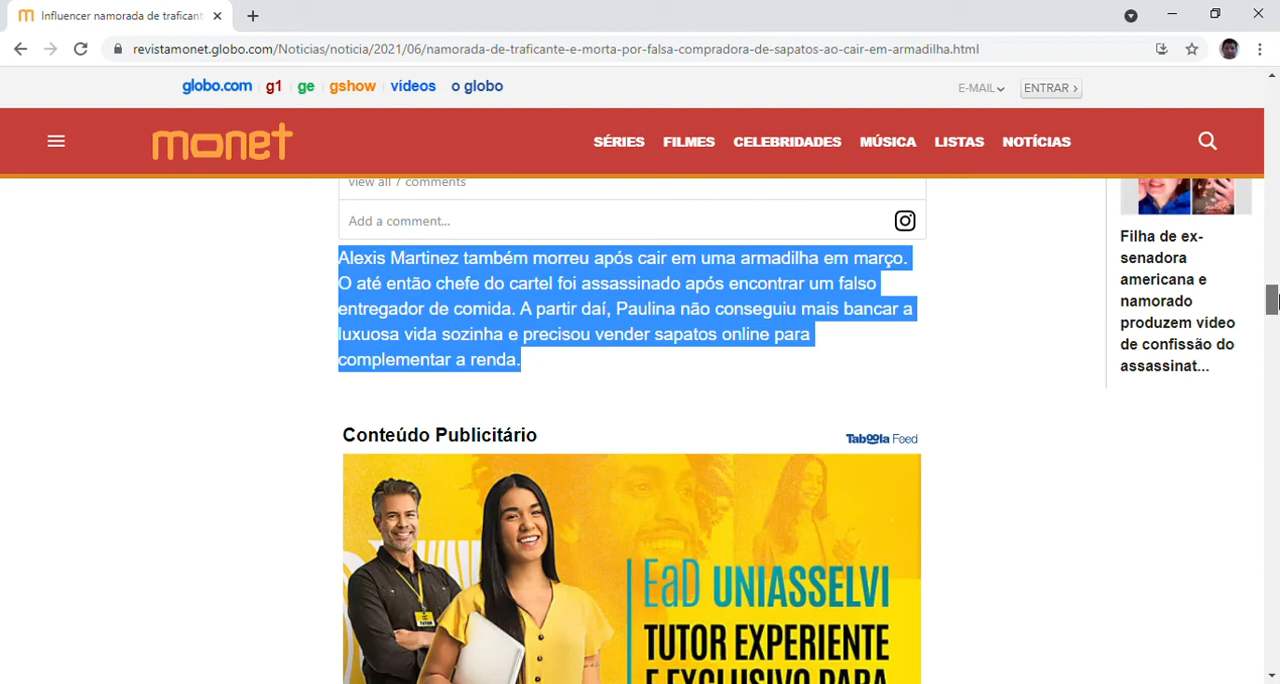 Influencer namorada de traficant
revistamonet.globo.com/Noticias/noticia/2021/06/namorada-de-traficante-e-morta-por-falsa-compradora-de-sapatos-ao-cair-em-armadilha.html
globo.com g1 ge gshow vídeos o globo E-MAIL ENTRAR
monet SÉRIES FILMES CELEBRIDADES MÚSICA LISTAS NOTÍCIAS
view all 7 comments
Add a comment...
Alexis Martinez também morreu após cair em uma armadilha em março.
O até então chefe do cartel foi assassinado após encontrar um falso
entregador de comida. A partir daí, Paulina não conseguiu mais bancar a
luxuosa vida sozinha e precisou vender sapatos online para
complementar a renda.
Filha de ex-
senadora
americana e
namorado
produzem vídeo
de confissão do
assassinat...
Conteúdo Publicitário
Taboola Feed
TUTOR
EaD UNIASSELVI
TUTOR EXPERIENTE
E EXCLUSIVO PARA